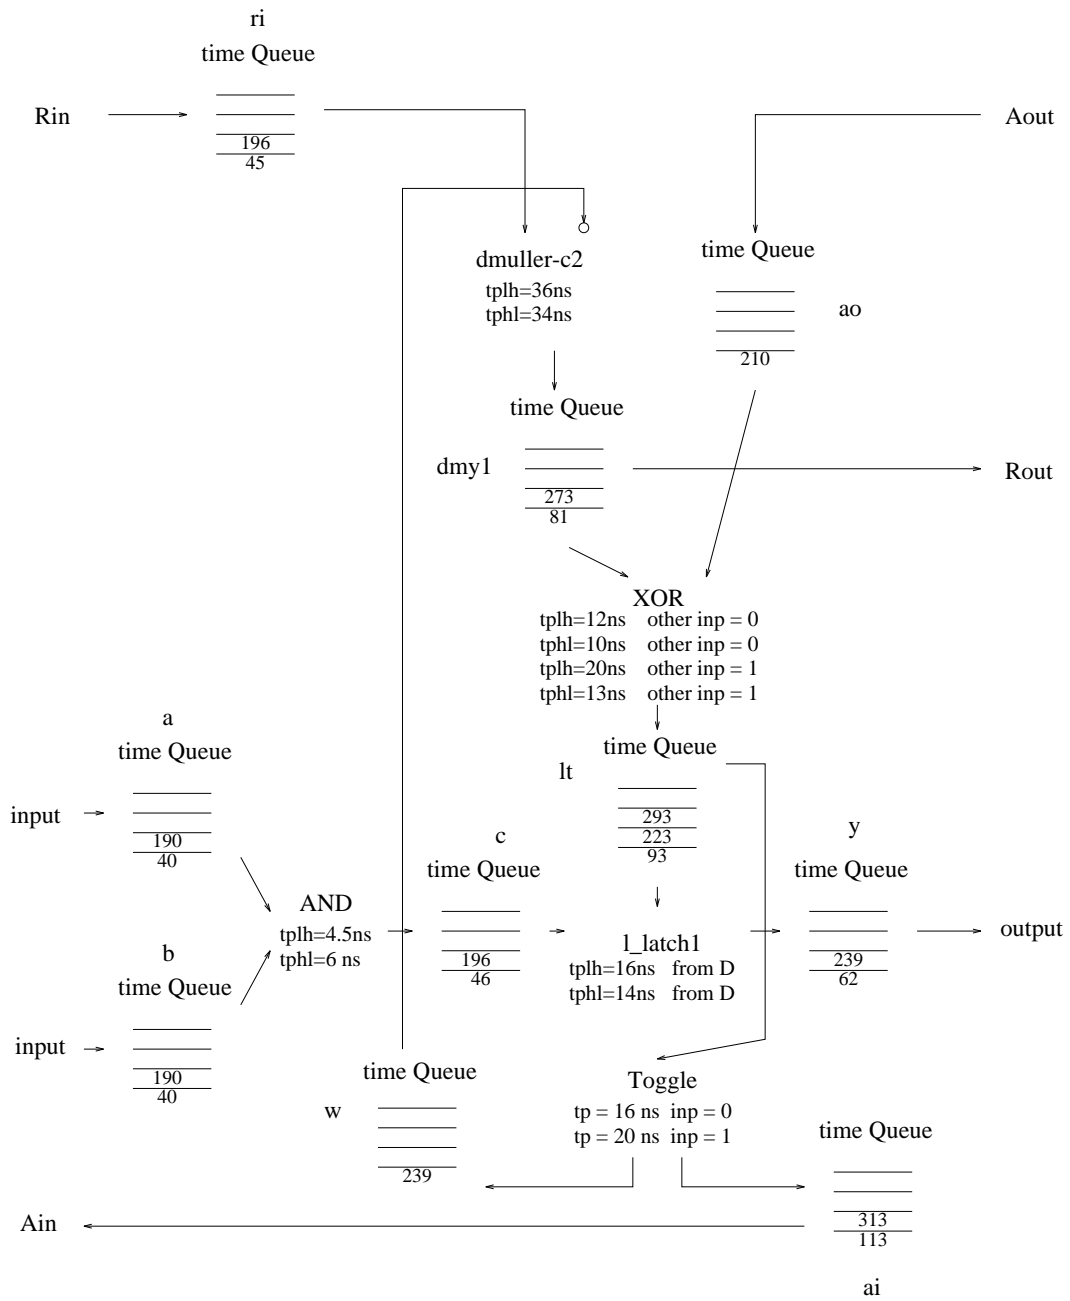 ri
time Queue
Rin
196
45
Aout
time Queue
ao
210
dmuller-c2
tplh=36ns
tphl=34ns
time Queue
dmy1
273
81
Rout
XOR
tplh=12ns other inp = 0
tphl=10ns other inp = 0
tplh=20ns other inp = 1
tphl=13ns other inp = 1
time Queue
lt
293
223
93
a
time Queue
input
190
40
AND
tplh=4.5ns
tphl=6 ns
b
time Queue
input
190
40
c
time Queue
196
46
l_latch1
tplh=16ns from D
tphl=14ns from D
y
time Queue
239
62
output
time Queue
w
239
Toggle
tp = 16 ns inp = 0
tp = 20 ns inp = 1
time Queue
313
113
ai
Ain